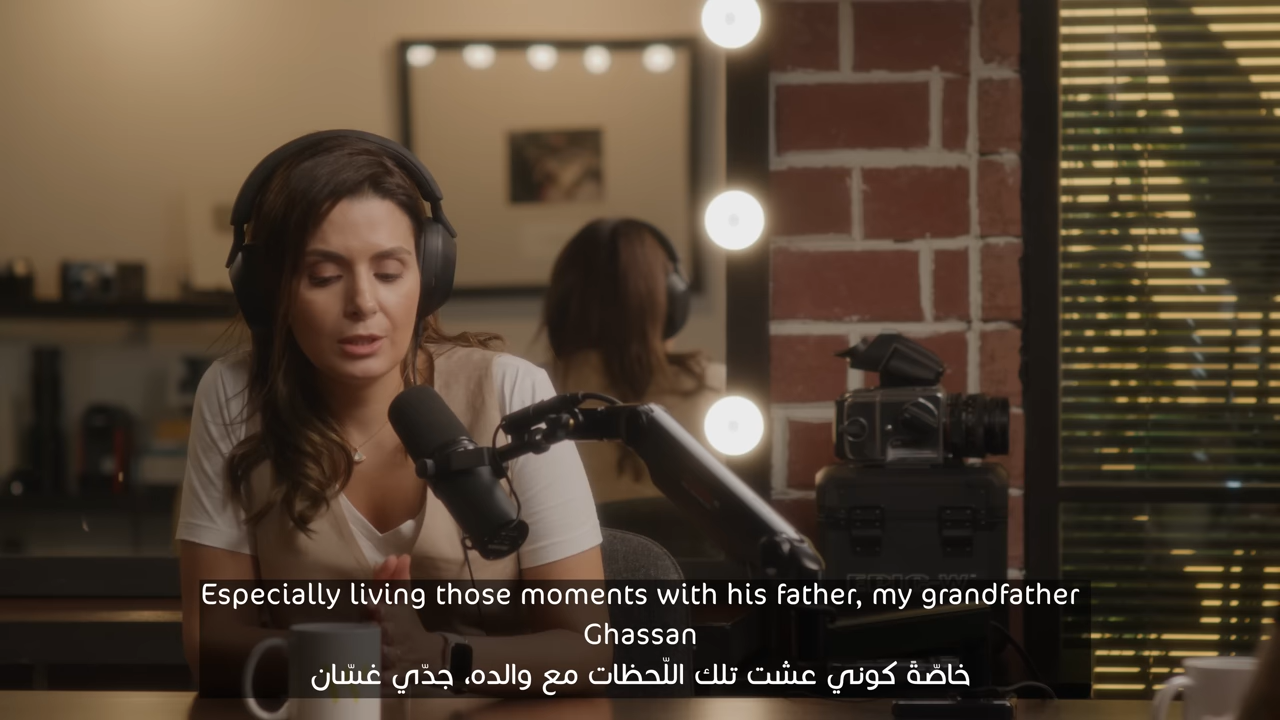 Especially living those moments with his father, my grandfather
Ghassan
خاصّةً كوني عشت تلك اللّحظات مع والده، جدّي غسّان